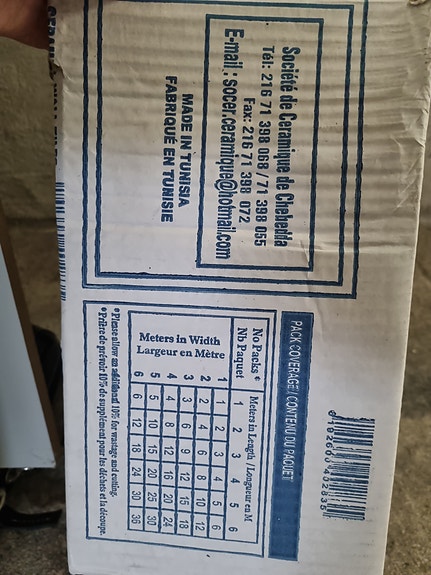 Société de Ceramique de Chehedda
Tél: 216 71 398 068 / 71 398 055
Fax: 216 71 398 072
E-mail : socer.ceramique@hotmail.com
MADE IN TUNISIA
FABRIQUÉ EN TUNISIE
PACK COVERAGE / CONTENU DU PAQUET
No Packs * Meters in Length / Longueur en M
Nb Paquet 1 2 3 4 5 6
Meters in Width
Largeur en Mètre
1 1 2 3 4 5 6
2 2 4 6 8 10 12
3 3 6 9 12 15 18
4 4 8 12 16 20 24
5 5 10 15 20 25 30
6 6 12 18 24 30 36
*Please allow an additional 10% for wastage and cutting.
*Prière de prévoir 10% de supplément pour les déchets et la découpe.